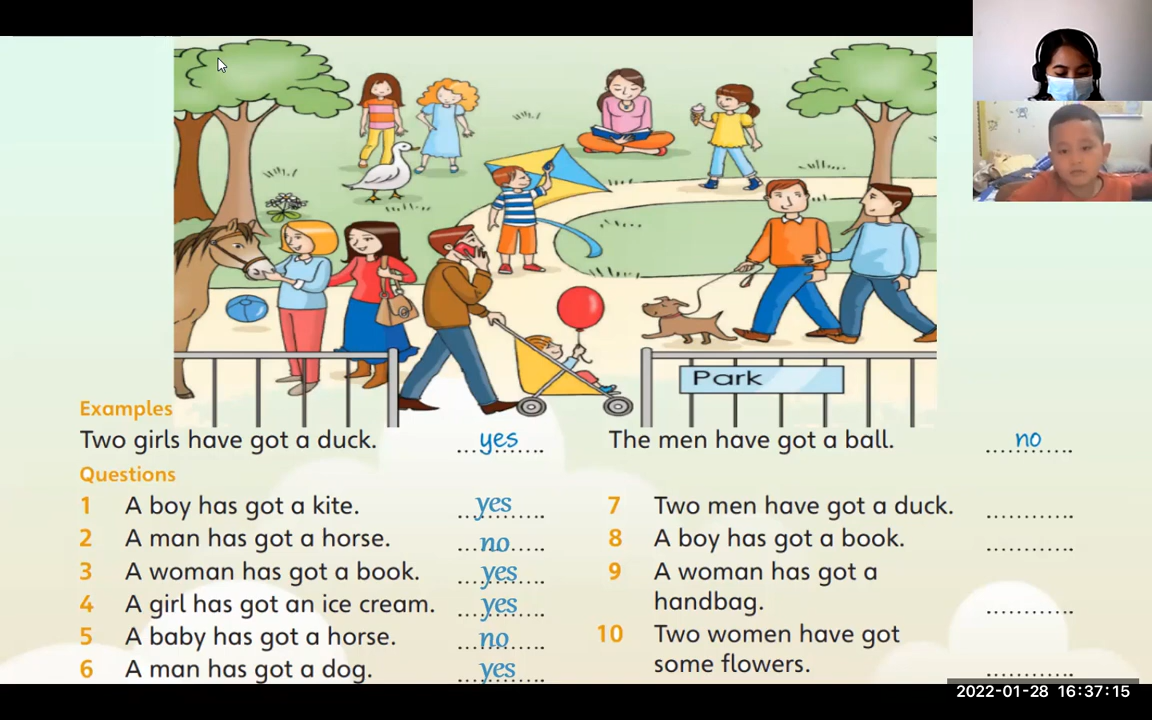 Park
Examples
Two girls have got a duck. ...yes....
The men have got a ball. ....no.....
Questions
1 A boy has got a kite. ...yes....
2 A man has got a horse. ...no.....
3 A woman has got a book. ...yes....
4 A girl has got an ice cream. ...yes....
5 A baby has got a horse. ...no.....
6 A man has got a dog. ...yes....
7 Two men have got a duck. ............
8 A boy has got a book. ............
9 A woman has got a
handbag. ............
10 Two women have got
some flowers. ............
2022-01-28 16:37:15